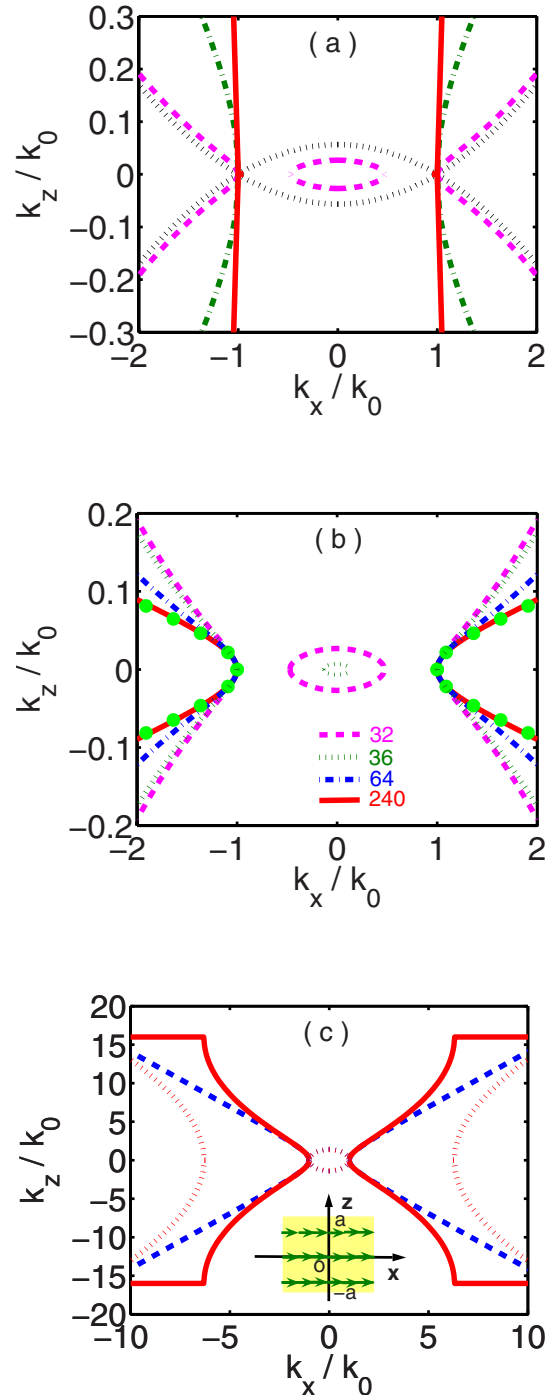 ( a )
0.3
0.2
0.1
0
−0.1
−0.2
−0.3
k_z / k_0
−2 −1 0 1 2
k_x / k_0
( b )
0.2
0.1
0
−0.1
−0.2
k_z / k_0
32
36
64
240
−2 −1 0 1 2
k_x / k_0
( c )
20
15
10
5
0
−5
−10
−15
−20
k_z / k_0
z
a
o
x
−a
−10 −5 0 5 10
k_x / k_0